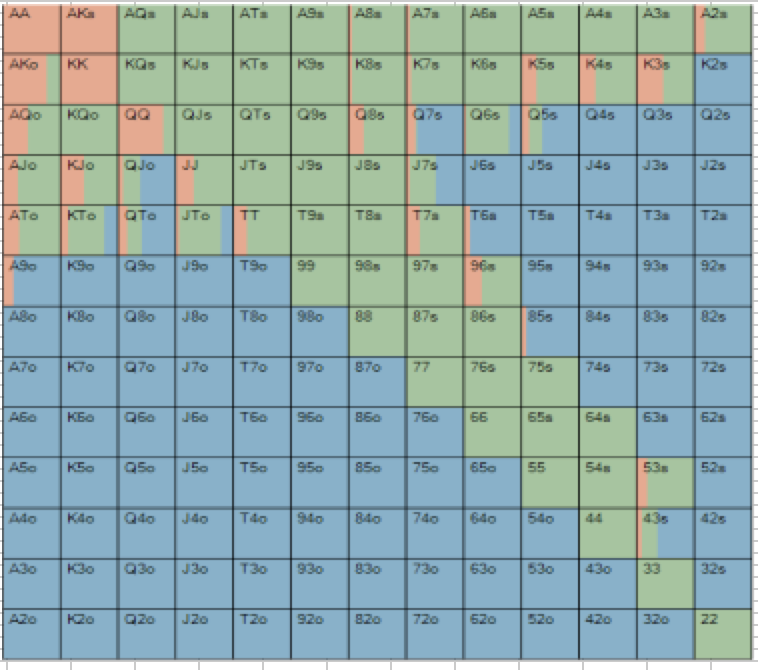 AA AKs AQs AJs ATs A9s A8s A7s A6s A5s A4s A3s A2s
AKo KK KQs KJs KTs K9s K8s K7s K6s K5s K4s K3s K2s
AQo KQo QQ QJs QTs Q9s Q8s Q7s Q6s Q5s Q4s Q3s Q2s
AJo KJo QJo JJ JTs J9s J8s J7s J6s J5s J4s J3s J2s
ATo KTo QTo JTo TT T9s T8s T7s T6s T5s T4s T3s T2s
A9o K9o Q9o J9o T9o 99 98s 97s 96s 95s 94s 93s 92s
A8o K8o Q8o J8o T8o 98o 88 87s 86s 85s 84s 83s 82s
A7o K7o Q7o J7o T7o 97o 87o 77 76s 75s 74s 73s 72s
A6o K6o Q6o J6o T6o 96o 86o 76o 66 65s 64s 63s 62s
A5o K5o Q5o J5o T5o 95o 85o 75o 65o 55 54s 53s 52s
A4o K4o Q4o J4o T4o 94o 84o 74o 64o 54o 44 43s 42s
A3o K3o Q3o J3o T3o 93o 83o 73o 63o 53o 43o 33 32s
A2o K2o Q2o J2o T2o 92o 82o 72o 62o 52o 42o 32o 22